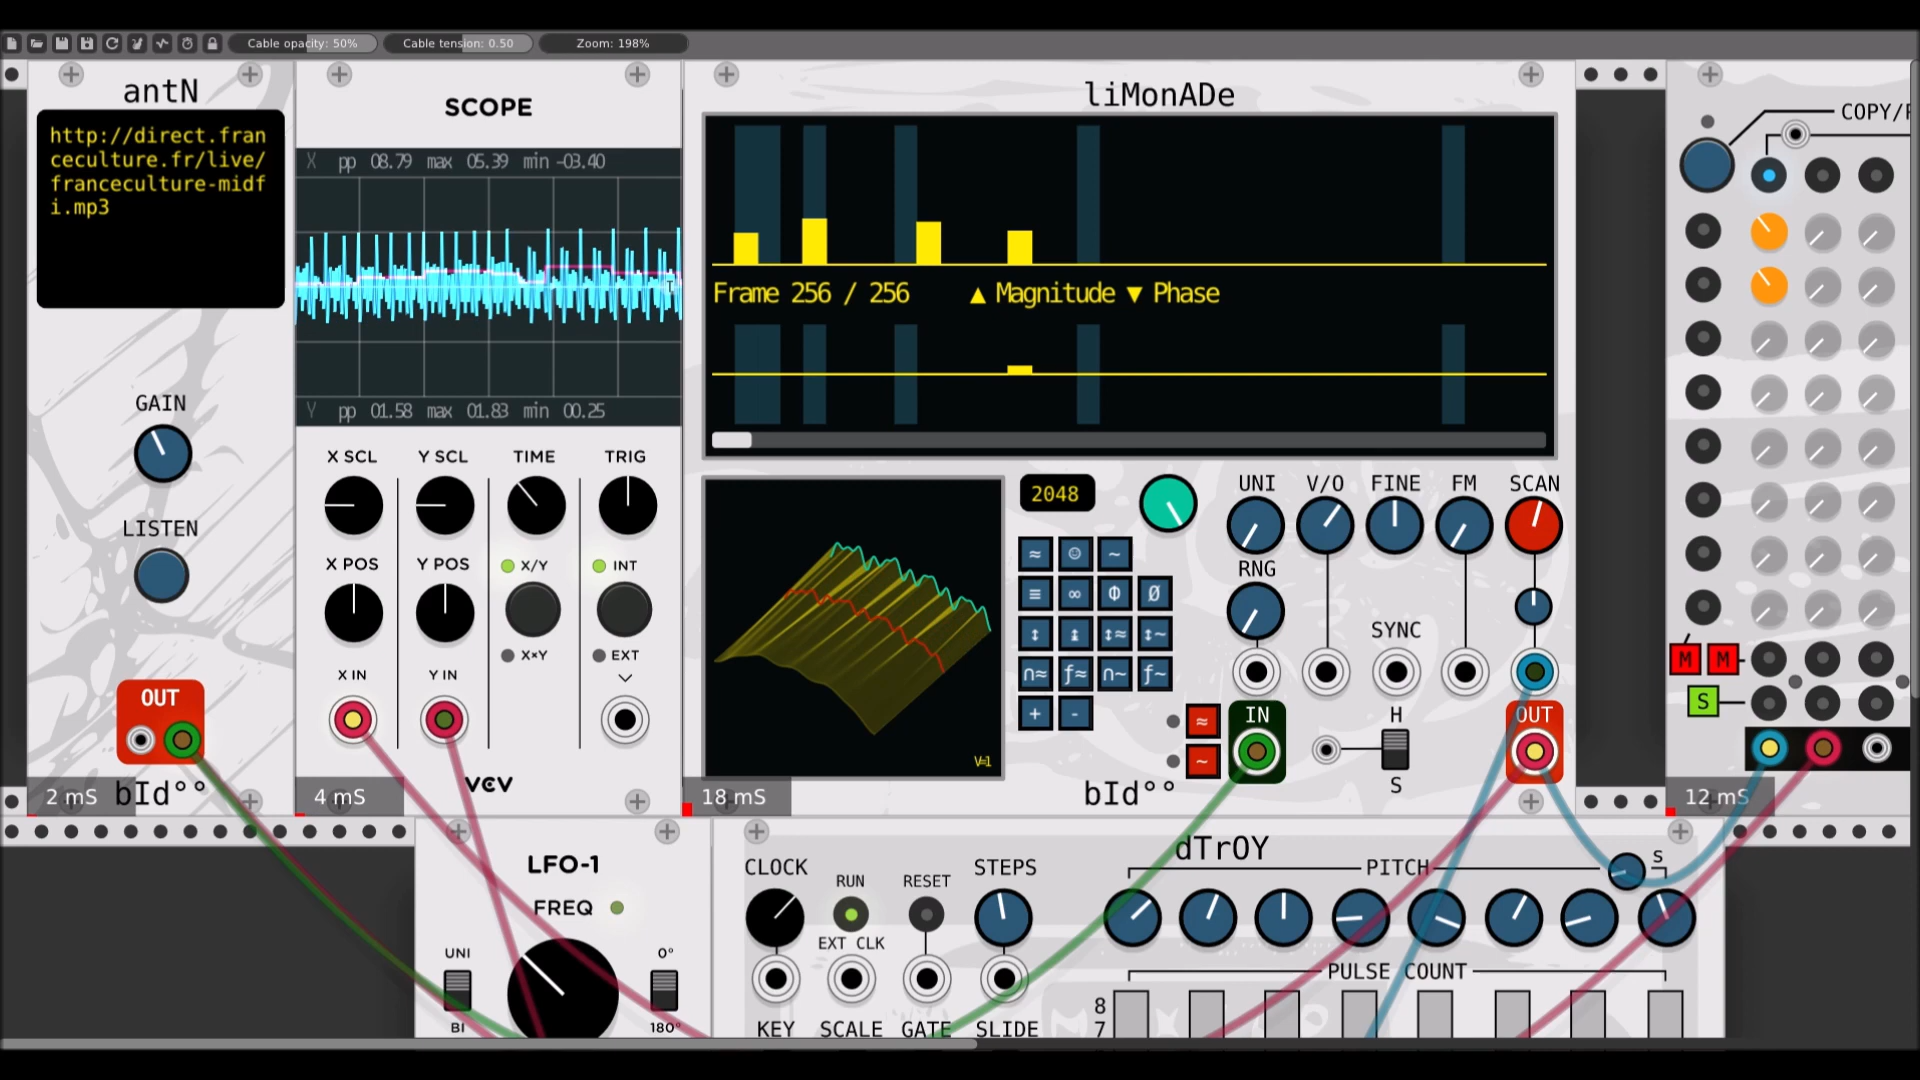 Cable opacity: 50%
Cable tension: 0.50
Zoom: 198%
antN
http://direct.fran
ceculture.fr/live/
franceculture-midf
i.mp3
GAIN
LISTEN
OUT
bId°°
2 mS
SCOPE
X pp 08.79 max 05.39 min -03.40
T
Y pp 01.58 max 01.83 min 00.25
X SCL Y SCL TIME TRIG
X POS Y POS X/Y INT
X×Y EXT
X IN Y IN
VCV
4 mS
liMonADe
Frame 256 / 256 ▲ Magnitude ▼ Phase
V=1
2048
UNI V/O FINE FM SCAN
RNG
SYNC
IN
H
S
OUT
bId°°
18 mS
COPY/P
M M
S
12 mS
LFO-1
FREQ
UNI 0°
BI 180°
dTrOY
CLOCK RUN RESET STEPS
EXT CLK
PITCH S
PULSE COUNT
8
7
KEY SCALE GATE SLIDE